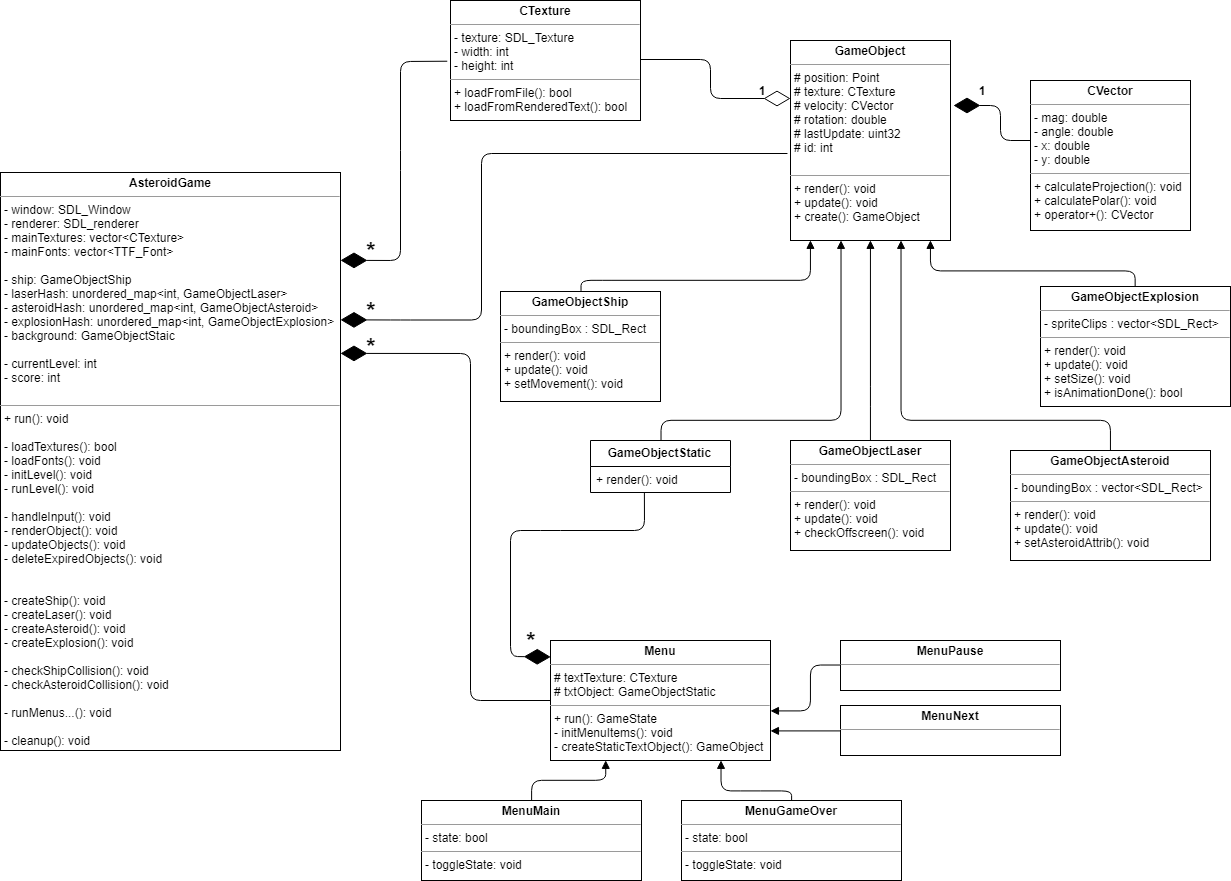 CTexture
- texture: SDL_Texture
- width: int
- height: int
+ loadFromFile(): bool
+ loadFromRenderedText(): bool
GameObject
# position: Point
# texture: CTexture
# velocity: CVector
# rotation: double
# lastUpdate: uint32
# id: int
+ render(): void
+ update(): void
+ create(): GameObject
1
1
CVector
- mag: double
- angle: double
- x: double
- y: double
+ calculateProjection(): void
+ calculatePolar(): void
+ operator+(): CVector
AsteroidGame
- window: SDL_Window
- renderer: SDL_renderer
- mainTextures: vector<CTexture>
- mainFonts: vector<TTF_Font>
- ship: GameObjectShip
- laserHash: unordered_map<int, GameObjectLaser>
- asteroidHash: unordered_map<int, GameObjectAsteroid>
- explosionHash: unordered_map<int, GameObjectExplosion>
- background: GameObjectStaic
- currentLevel: int
- score: int
+ run(): void
- loadTextures(): bool
- loadFonts(): void
- initLevel(): void
- runLevel(): void
- handleInput(): void
- renderObject(): void
- updateObjects(): void
- deleteExpiredObjects(): void
- createShip(): void
- createLaser(): void
- createAsteroid(): void
- createExplosion(): void
- checkShipCollision(): void
- checkAsteroidCollision(): void
- runMenus...(): void
- cleanup(): void
*
*
*
GameObjectShip
- boundingBox : SDL_Rect
+ render(): void
+ update(): void
+ setMovement(): void
GameObjectExplosion
- spriteClips : vector<SDL_Rect>
+ render(): void
+ update(): void
+ setSize(): void
+ isAnimationDone(): bool
GameObjectStatic
+ render(): void
GameObjectLaser
- boundingBox : SDL_Rect
+ render(): void
+ update(): void
+ checkOffscreen(): void
GameObjectAsteroid
- boundingBox : vector<SDL_Rect>
+ render(): void
+ update(): void
+ setAsteroidAttrib(): void
*
Menu
# textTexture: CTexture
# txtObject: GameObjectStatic
+ run(): GameState
- initMenuItems(): void
- createStaticTextObject(): GameObject
MenuPause
MenuNext
MenuMain
- state: bool
- toggleState: void
MenuGameOver
- state: bool
- toggleState: void